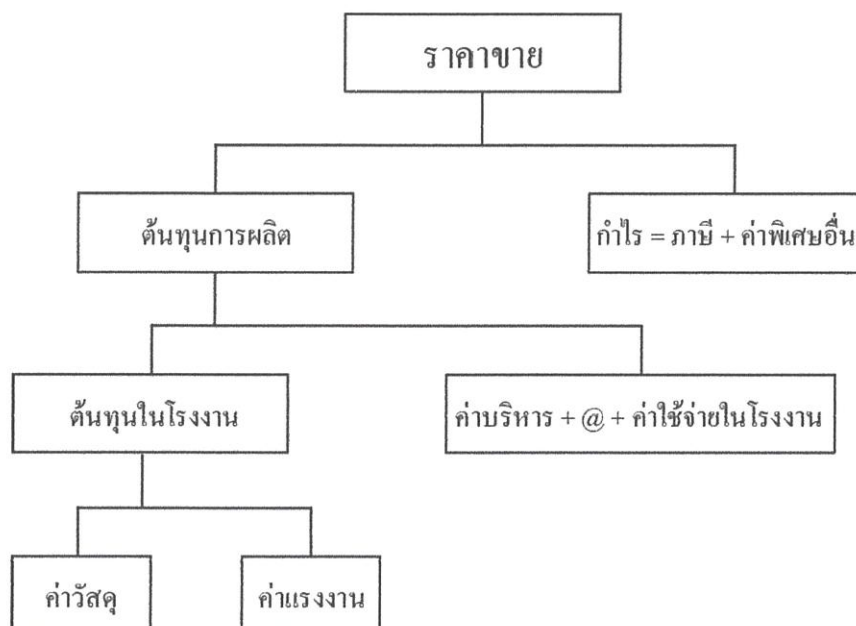 ราคาขาย
ต้นทุนการผลิต
กำไร = ภาษี + ค่าพิเศษอื่น
ต้นทุนในโรงงาน
ค่าบริหาร + @ + ค่าใช้จ่ายในโรงงาน
ค่าวัสดุ
ค่าแรงงาน